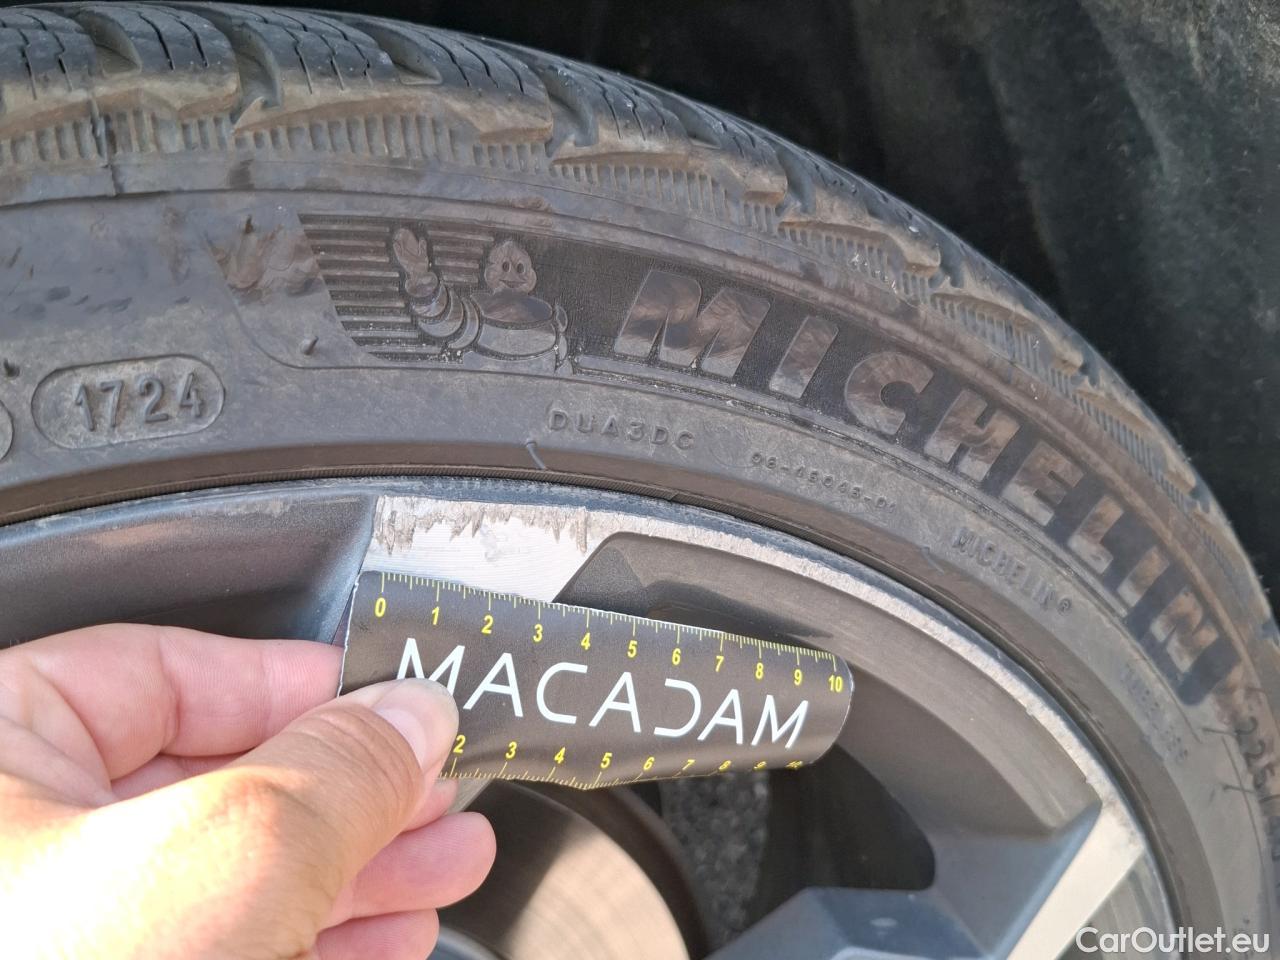 MICHELIN
1724
DUA3DC
MICHELIN®
0 1 2 3 4 5 6 7 8 9 10
MACADAM
2 3 4 5 6 7 8 9 10
CarOutlet.eu